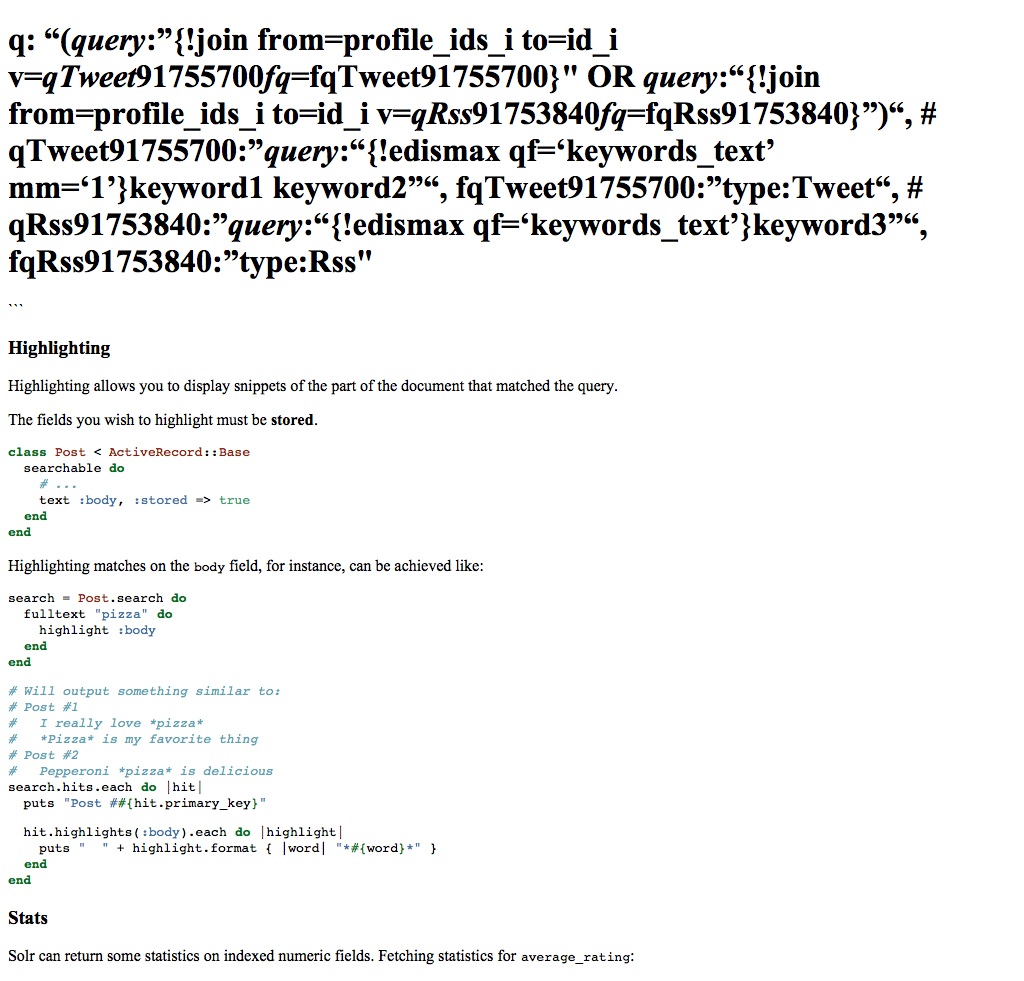 q: “(query:”{!join from=profile_ids_i to=id_i
v=qTweet91755700fq=fqTweet91755700}" OR query:“{!join
from=profile_ids_i to=id_i v=qRss91753840fq=fqRss91753840}”)“, #
qTweet91755700:”query:“{!edismax qf=‘keywords_text’
mm=‘1’}keyword1 keyword2”“, fqTweet91755700:”type:Tweet“, #
qRss91753840:”query:“{!edismax qf=‘keywords_text’}keyword3”“,
fqRss91753840:”type:Rss"
```
Highlighting
Highlighting allows you to display snippets of the part of the document that matched the query.
The fields you wish to highlight must be stored.
class Post < ActiveRecord::Base
  searchable do
    # ...
    text :body, :stored => true
  end
end
Highlighting matches on the body field, for instance, can be achieved like:
search = Post.search do
  fulltext "pizza" do
    highlight :body
  end
end
# Will output something similar to:
# Post #1
#   I really love *pizza*
#   *Pizza* is my favorite thing
# Post #2
#   Pepperoni *pizza* is delicious
search.hits.each do |hit|
  puts "Post ##{hit.primary_key}"
  hit.highlights(:body).each do |highlight|
    puts "  " + highlight.format { |word| "*#{word}*" }
  end
end
Stats
Solr can return some statistics on indexed numeric fields. Fetching statistics for average_rating: